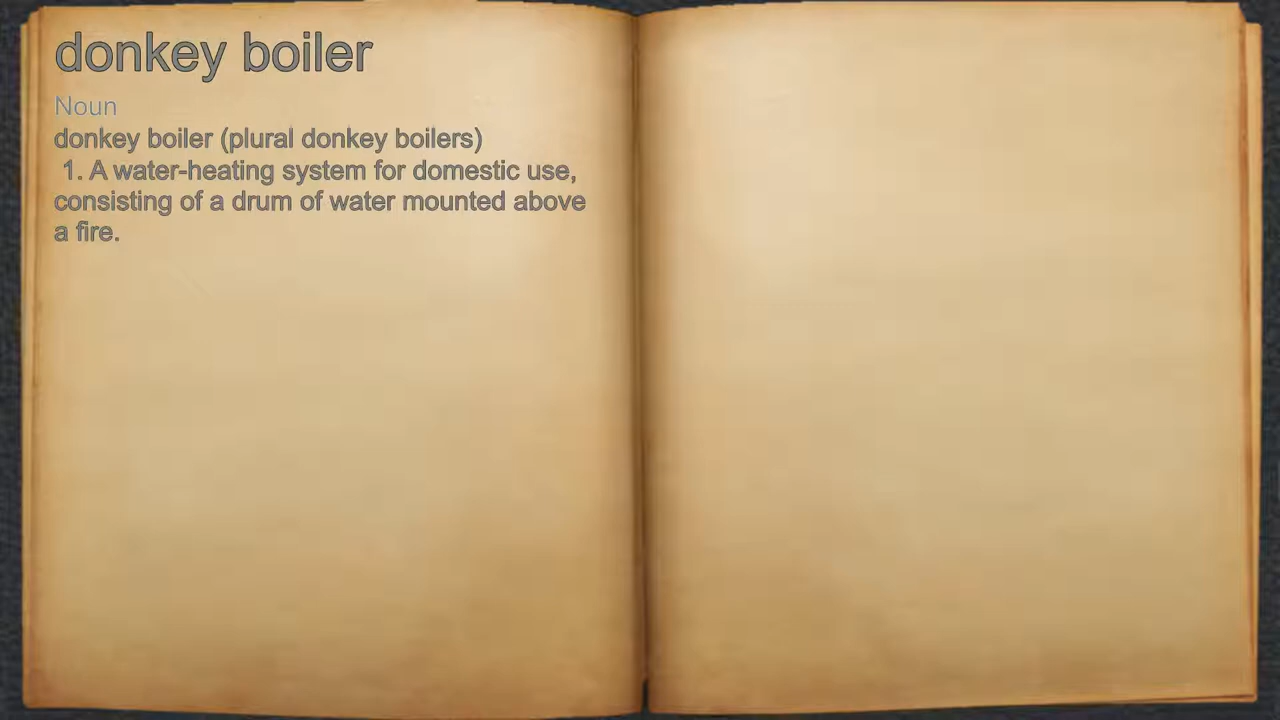 donkey boiler
Noun
donkey boiler (plural donkey boilers)
1. A water-heating system for domestic use,
consisting of a drum of water mounted above
a fire.